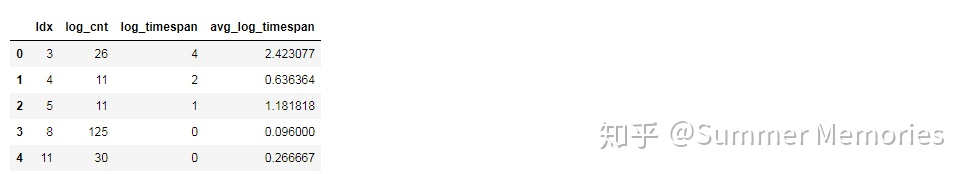 Idx log_cnt log_timespan avg_log_timespan
0 3 26 4 2.423077
1 4 11 2 0.636364
2 5 11 1 1.181818
3 8 125 0 0.096000
4 11 30 0 0.266667
知乎 @Summer Memories